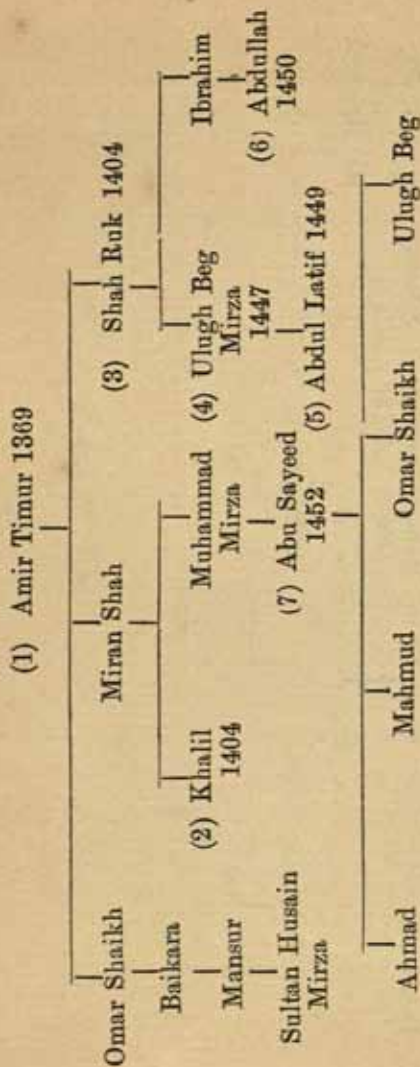 (1) Amir Timur 1369
Omar Shaikh
Miran Shah
(3) Shah Ruk 1404
Baikara
(2) Khalil
1404
Muhammad
Mirza
(4) Ulugh Beg
Mirza
1447
Ibrahim
Mansur
(7) Abu Sayeed
1452
(5) Abdul Latif 1449
(6) Abdullah
1450
Sultan Husain
Mirza
Ahmad
Mahmud
Omar Shaikh
Ulugh Beg